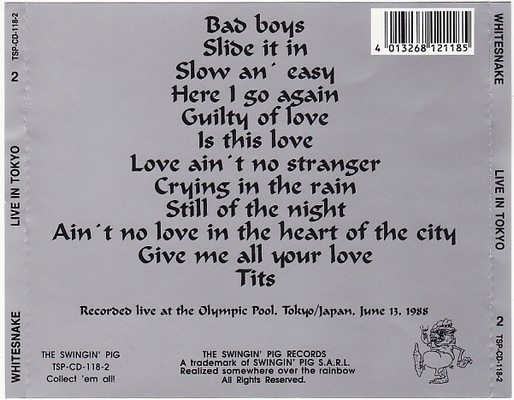 Bad boys
Slide it in
Slow an´ easy
Here I go again
Guilty of love
Is this love
Love ain´t no stranger
Crying in the rain
Still of the night
Ain´t no love in the heart of the city
Give me all your love
Tits
Recorded live at the Olympic Pool, Tokyo/Japan, June 13, 1988
THE SWINGIN' PIG
TSP-CD-118-2
Collect 'em all!
THE SWINGIN' PIG RECORDS
A trademark of SWINGIN' PIG S.A.R.L.
Realized somewhere over the rainbow
All Rights Reserved.
4 013268 121185
WHITESNAKE LIVE IN TOKYO 2 TSP-CD-118-2
WHITESNAKE LIVE IN TOKYO 2 TSP-CD-118-2